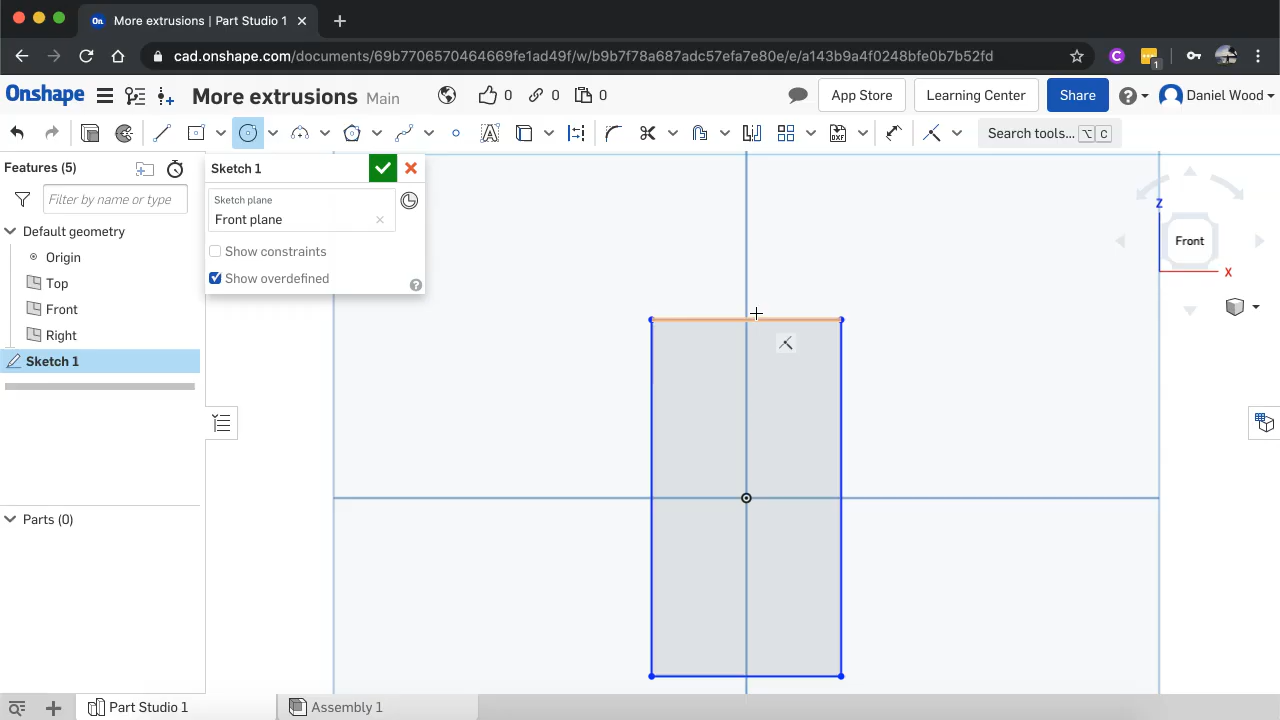 On More extrusions | Part Studio 1 × +
cad.onshape.com/documents/69b7706570464669fe1ad49f/w/b9b7f78a687adc57efa7e80e/e/a143b9a4f0248bfe0b7b52fd
C
1
Onshape More extrusions Main 0 0 0 App Store Learning Center Share ? Daniel Wood
Search tools... ⌥ C
Features (5)
Filter by name or type
Default geometry
Origin
Top
Front
Right
Sketch 1
Parts (0)
Sketch 1
Sketch plane
Front plane
Show constraints
Show overdefined
?
Z
Front
X
Part Studio 1
Assembly 1